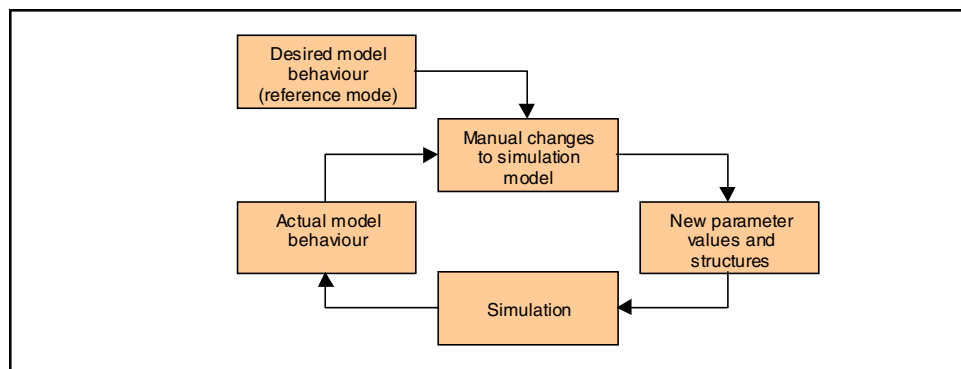 Desired model
behaviour
(reference mode)
Manual changes
to simulation
model
Actual model
behaviour
New parameter
values and
structures
Simulation